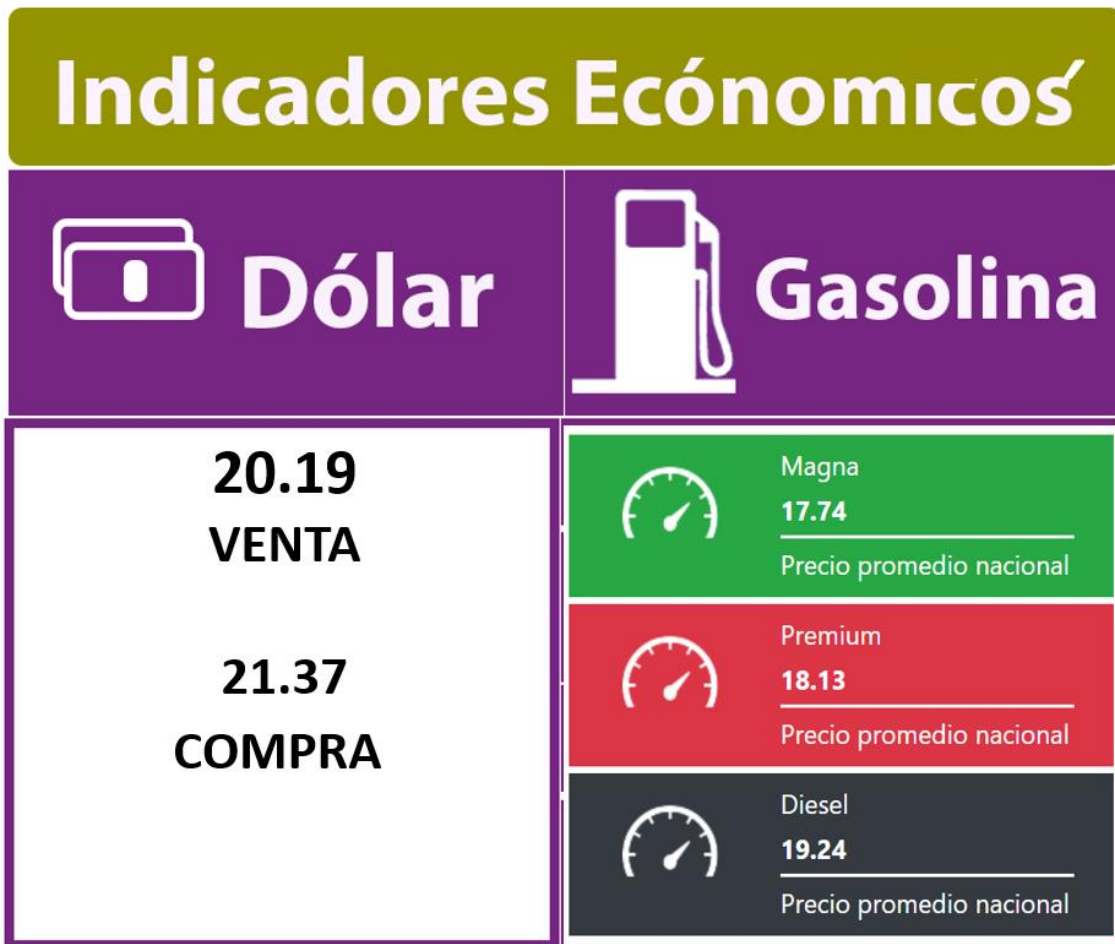 Indicadores Ecónomıcoś
Dólar
Gasolina
20.19
VENTA
21.37
COMPRA
Magna
17.74
Precio promedio nacional
Premium
18.13
Precio promedio nacional
Diesel
19.24
Precio promedio nacional